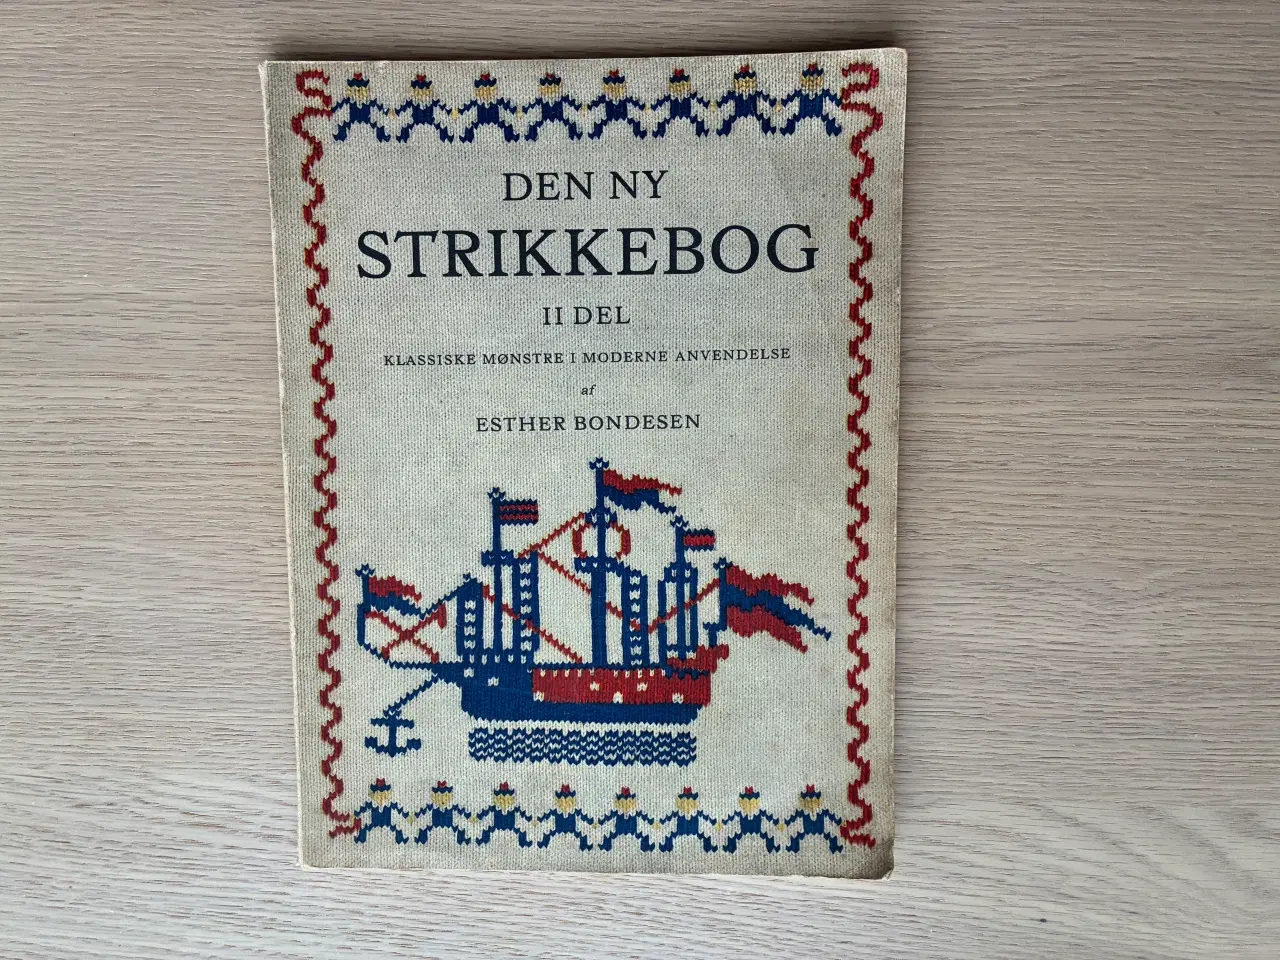 DEN NY
STRIKKEBOG
II DEL
KLASSISKE MØNSTRE I MODERNE ANVENDELSE
af
ESTHER BONDESEN